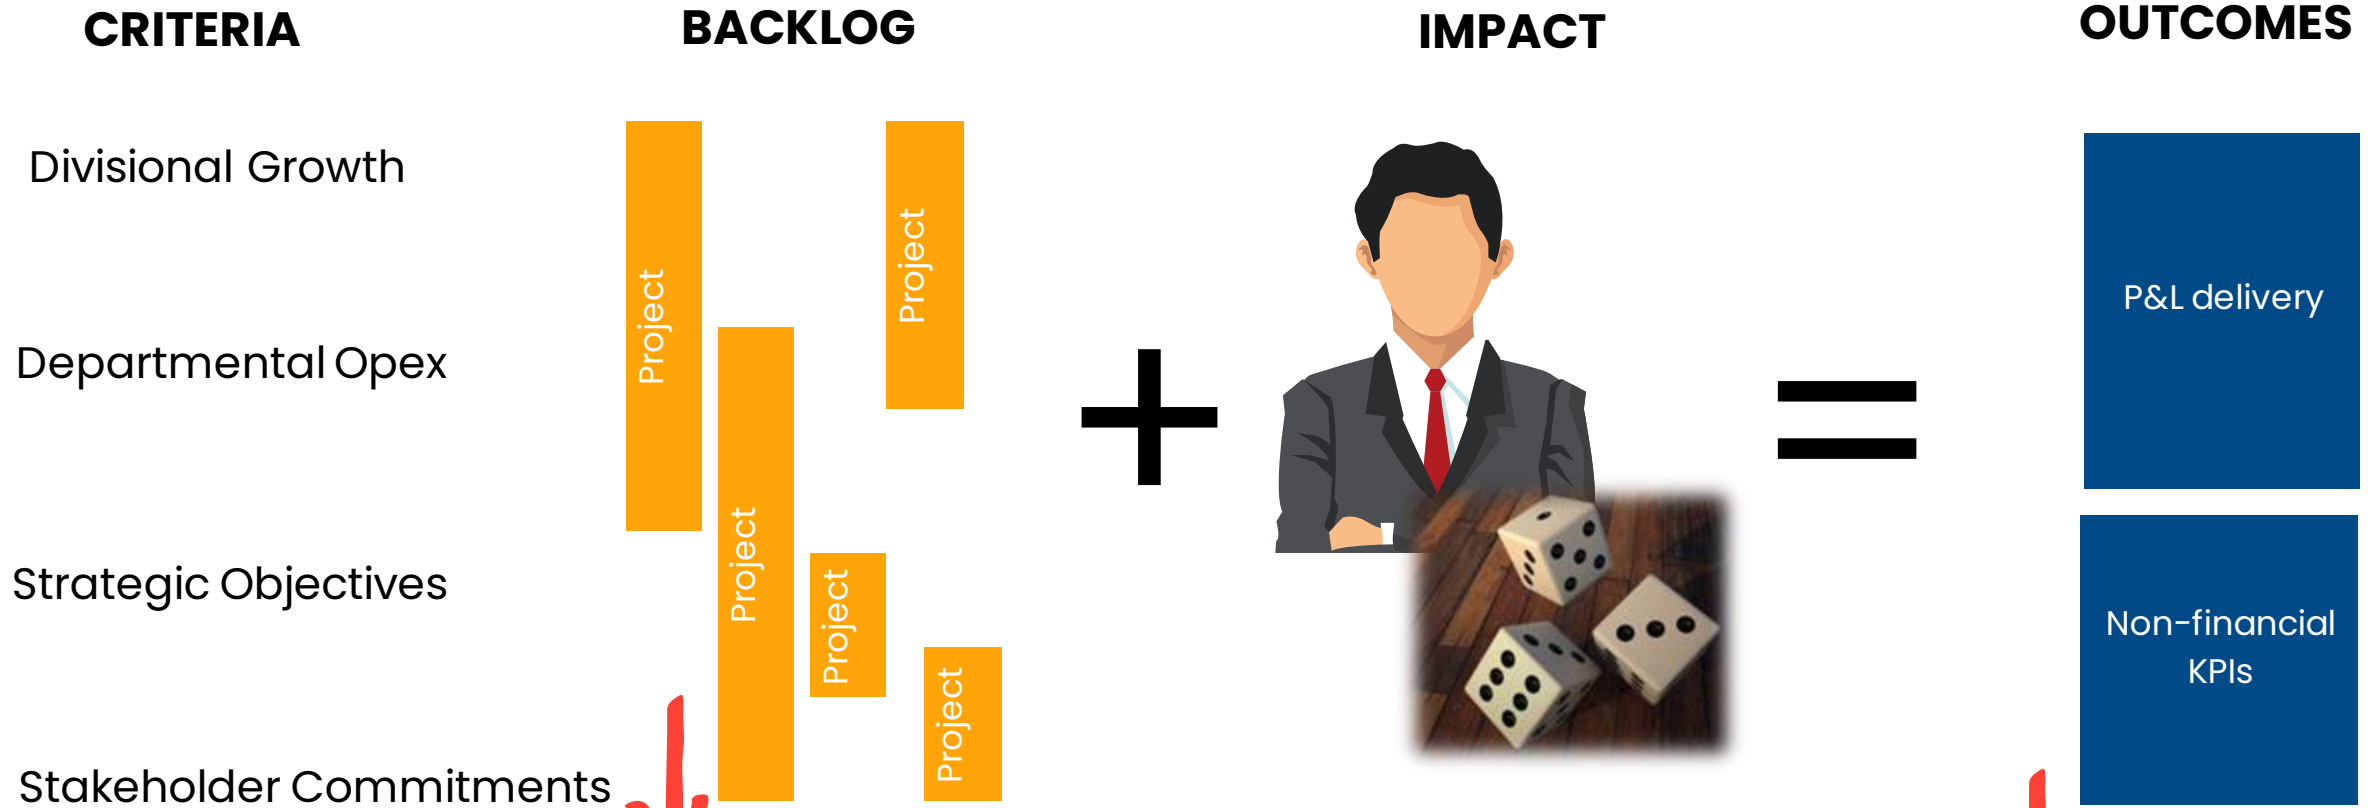 CRITERIA
BACKLOG
IMPACT
OUTCOMES
Divisional Growth
Departmental Opex
Strategic Objectives
Stakeholder Commitments
Project
Project
Project
Project
Project
P&L delivery
Non-financial
KPIs